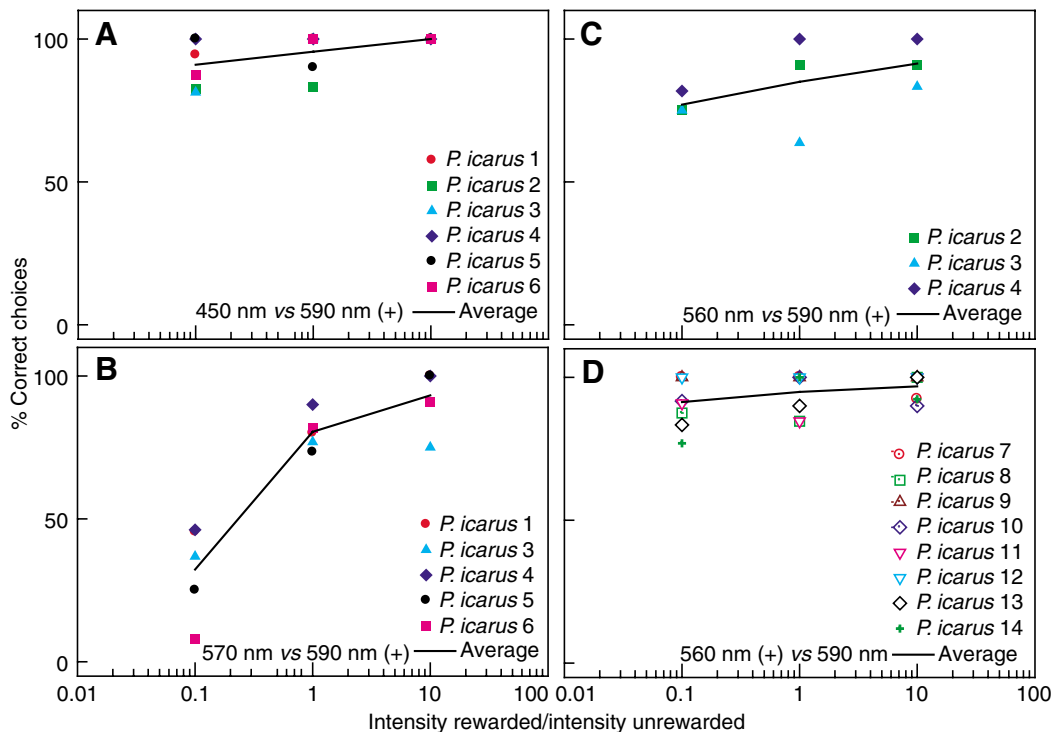 % Correct choices
A
100
50
0
P. icarus 1
P. icarus 2
P. icarus 3
P. icarus 4
P. icarus 5
P. icarus 6
450 nm vs 590 nm (+) Average
C
P. icarus 2
P. icarus 3
P. icarus 4
560 nm vs 590 nm (+) Average
B
100
50
0
P. icarus 1
P. icarus 3
P. icarus 4
P. icarus 5
P. icarus 6
570 nm vs 590 nm (+) Average
0.01 0.1 1 10 100
D
P. icarus 7
P. icarus 8
P. icarus 9
P. icarus 10
P. icarus 11
P. icarus 12
P. icarus 13
P. icarus 14
560 nm (+) vs 590 nm Average
0.01 0.1 1 10 100
Intensity rewarded/intensity unrewarded